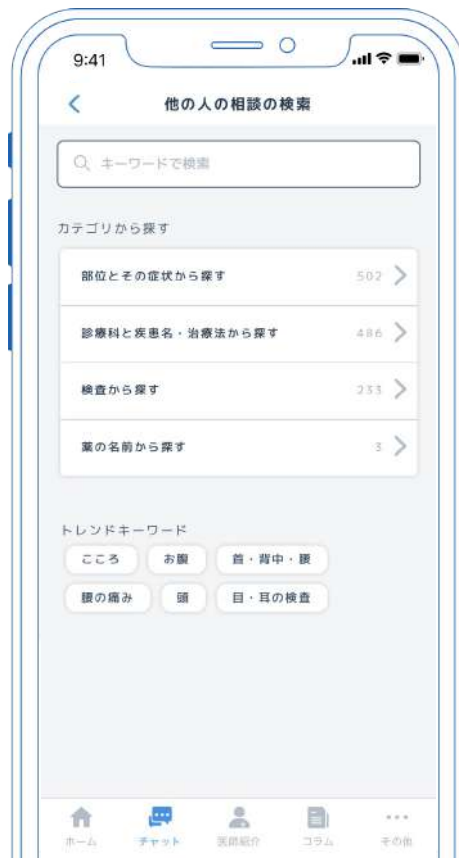 9:41
他の人の相談の検索
キーワードで検索
カテゴリから探す
部位とその症状から探す 502
診療科と疾患名・治療法から探す 486
検査から探す 233
薬の名前から探す 3
トレンドキーワード
こころ お腹 首・背中・腰
腰の痛み 頭 目・耳の検査
ホーム チャット 医師紹介 コラム その他